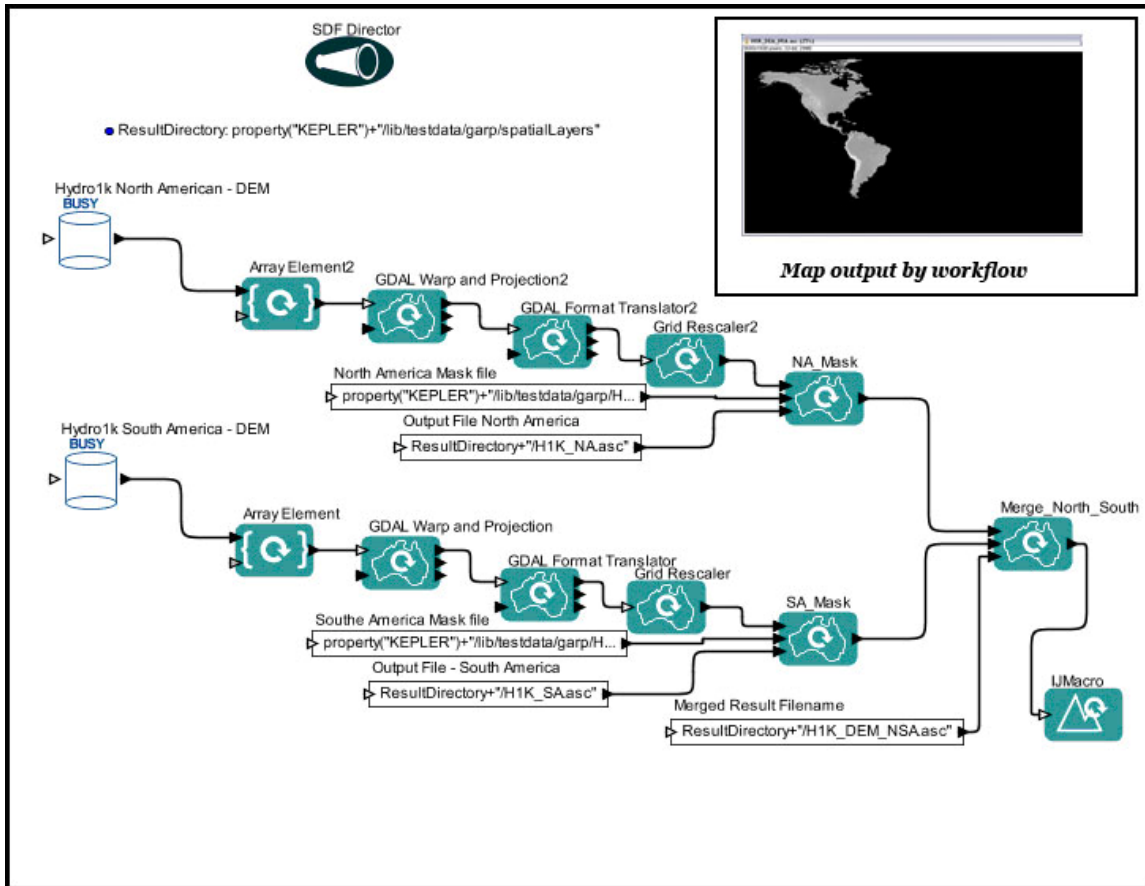 SDF Director
ResultDirectory: property("KEPLER")+"/lib/testdata/garp/spatialLayers"
Map output by workflow
Hydro1k North American - DEM
BUSY
Array Element2
GDAL Warp and Projection2
GDAL Format Translator2
Grid Rescaler2
North America Mask file
property("KEPLER")+"/lib/testdata/garp/H...
NA_Mask
Output File North America
ResultDirectory+"/H1K_NA.asc"
Hydro1k South America - DEM
BUSY
Array Element
GDAL Warp and Projection
GDAL Format Translator
Grid Rescaler
Merge_North_South
Southe America Mask file
property("KEPLER")+"/lib/testdata/garp/H...
SA_Mask
Output File - South America
ResultDirectory+"/H1K_SA.asc"
Merged Result Filename
ResultDirectory+"/H1K_DEM_NSA.asc"
IJMacro